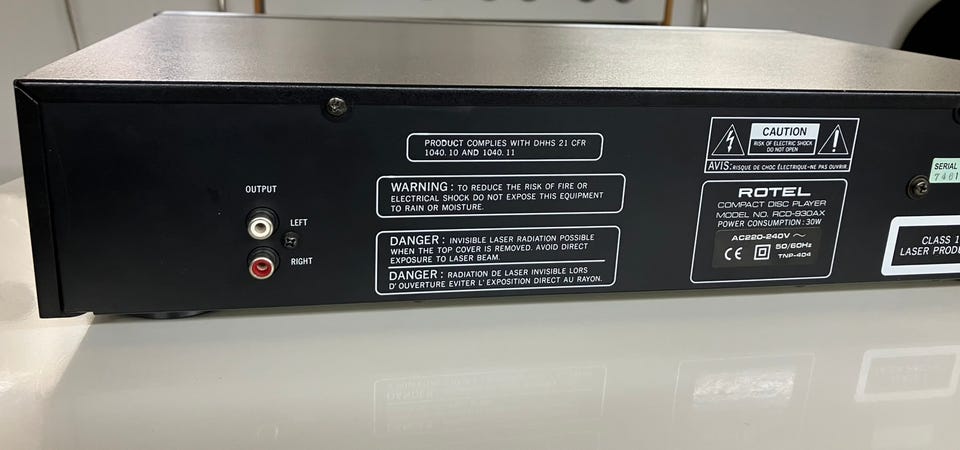 OUTPUT
LEFT
RIGHT
PRODUCT COMPLIES WITH DHHS 21 CFR
1040.10 AND 1040.11
WARNING : TO REDUCE THE RISK OF FIRE OR
ELECTRICAL SHOCK DO NOT EXPOSE THIS EQUIPMENT
TO RAIN OR MOISTURE.
DANGER : INVISIBLE LASER RADIATION POSSIBLE
WHEN THE TOP COVER IS REMOVED. AVOID DIRECT
EXPOSURE TO LASER BEAM.
DANGER : RADIATION DE LASER INVISIBLE LORS
D' OUVERTURE EVITER L' EXPOSITION DIRECT AU RAYON.
CAUTION
RISK OF ELECTRIC SHOCK
DO NOT OPEN
AVIS: RISQUE DE CHOC ÉLECTRIQUE-NE PAS OUVRIR
ROTEL
COMPACT DISC PLAYER
MODEL NO. RCD-930AX
POWER CONSUMPTION : 30W
AC220-240V ~
CE 50/60Hz
TNP-404
SERIAL
7461
CLASS 1
LASER PRODU